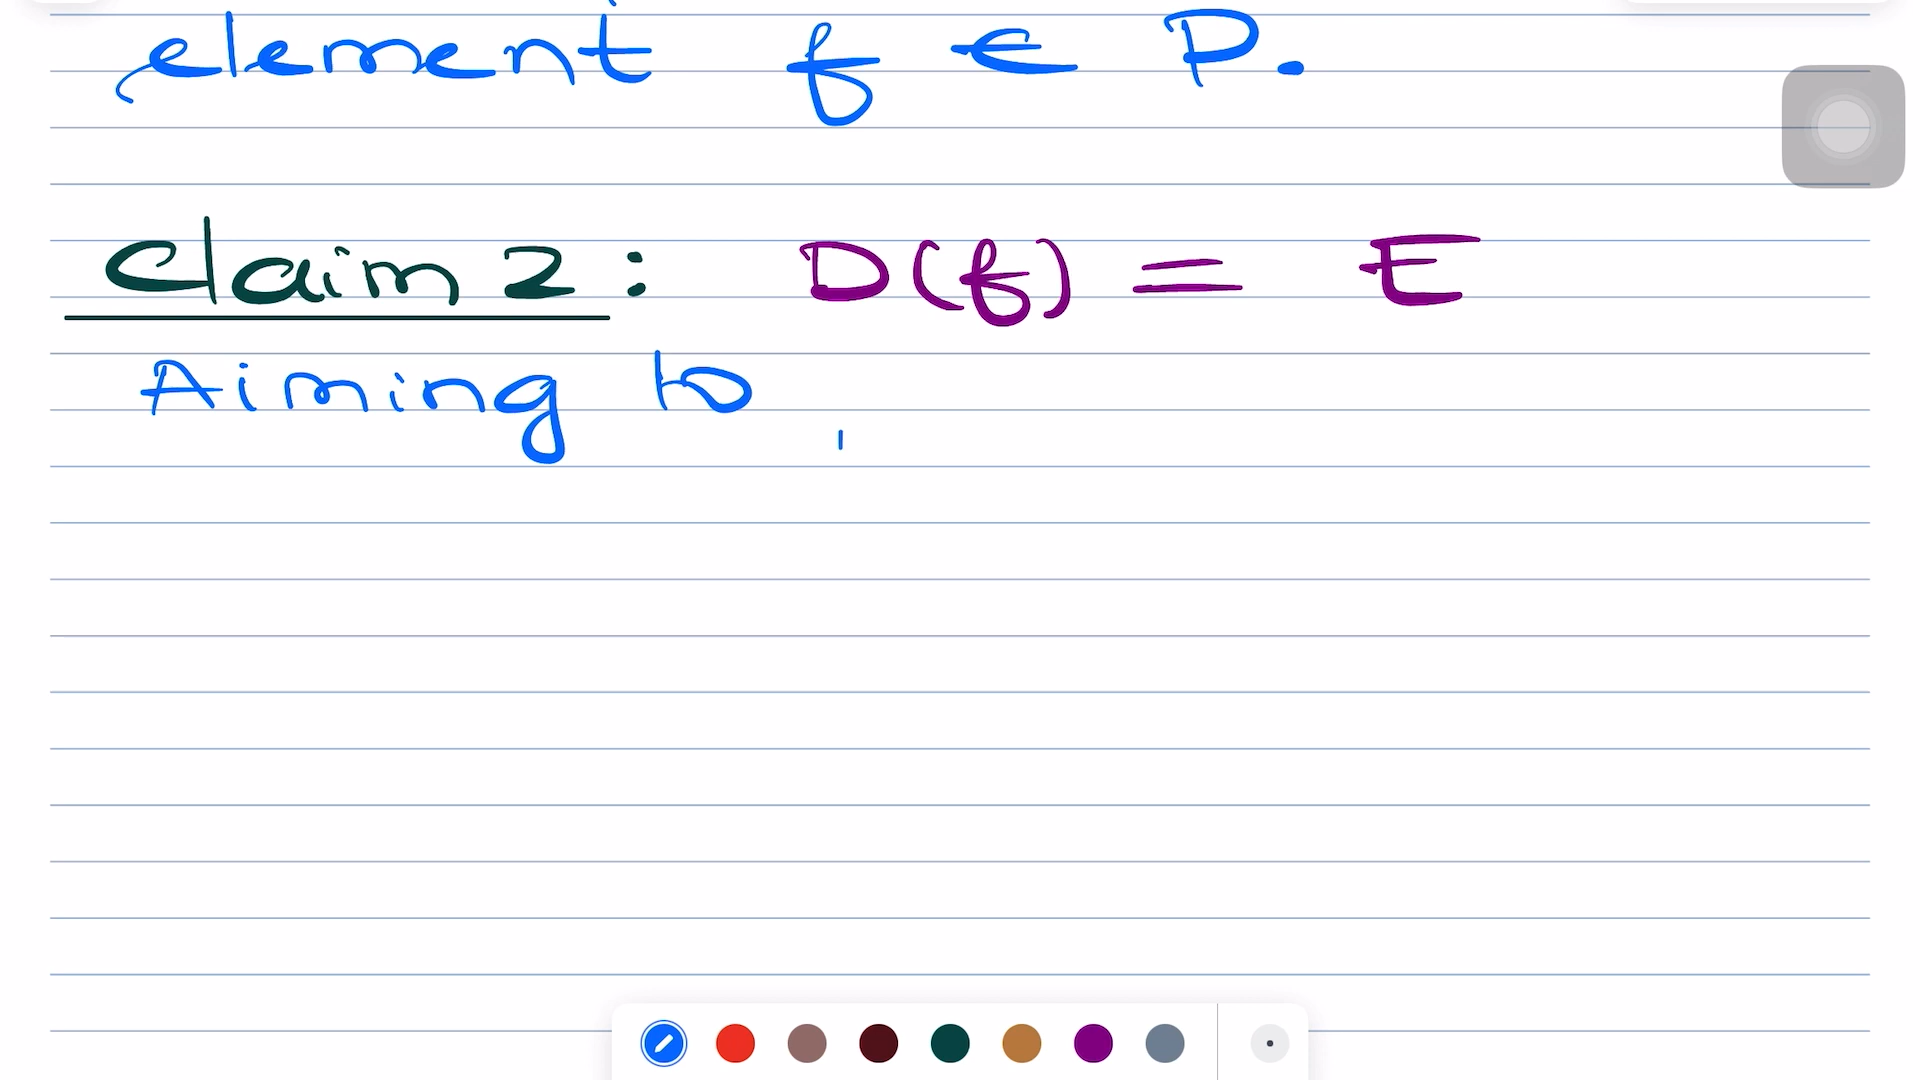 element f ∈ P.
Claim 2: D(f) = E
Aiming to